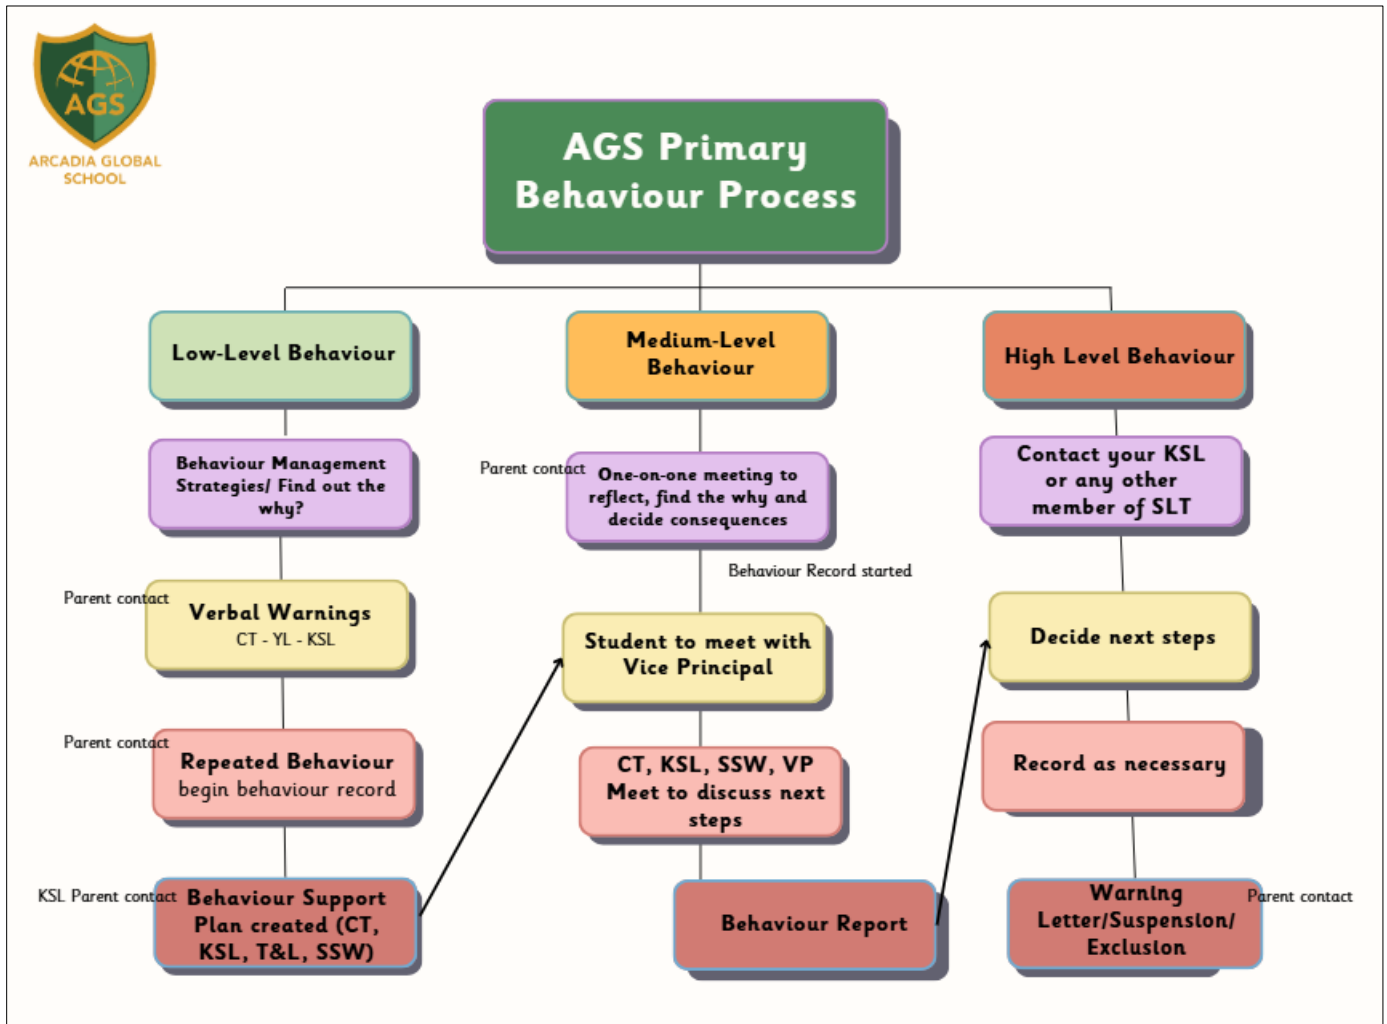 AGS
ARCADIA GLOBAL
SCHOOL
AGS Primary
Behaviour Process
Low-Level Behaviour
Behaviour Management
Strategies/ Find out the
why?
Parent contact
Verbal Warnings
CT - YL - KSL
Parent contact
Repeated Behaviour
begin behaviour record
KSL Parent contact
Behaviour Support
Plan created (CT,
KSL, T&L, SSW)
Medium-Level
Behaviour
Parent contact
One-on-one meeting to
reflect, find the why and
decide consequences
Behaviour Record started
Student to meet with
Vice Principal
CT, KSL, SSW, VP
Meet to discuss next
steps
Behaviour Report
High Level Behaviour
Contact your KSL
or any other
member of SLT
Decide next steps
Record as necessary
Warning
Letter/Suspension/
Exclusion
Parent contact